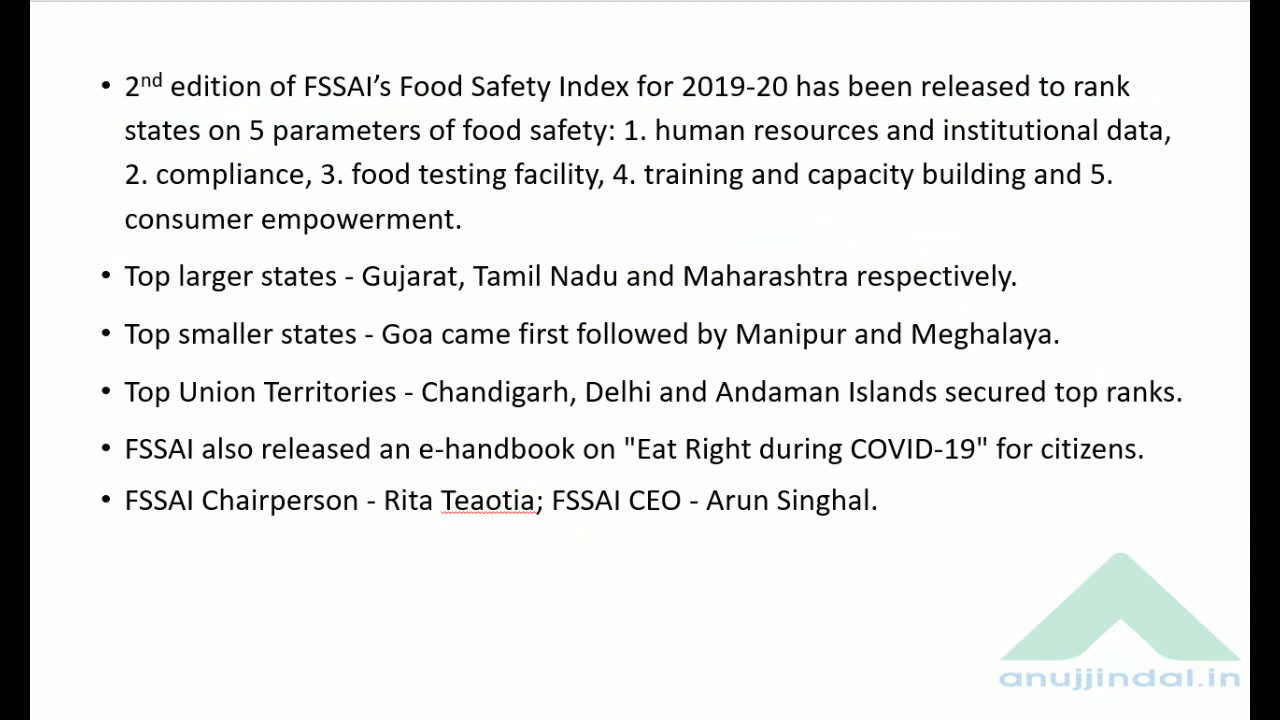 • 2nd edition of FSSAI’s Food Safety Index for 2019-20 has been released to rank
states on 5 parameters of food safety: 1. human resources and institutional data,
2. compliance, 3. food testing facility, 4. training and capacity building and 5.
consumer empowerment.
• Top larger states - Gujarat, Tamil Nadu and Maharashtra respectively.
• Top smaller states - Goa came first followed by Manipur and Meghalaya.
• Top Union Territories - Chandigarh, Delhi and Andaman Islands secured top ranks.
• FSSAI also released an e-handbook on "Eat Right during COVID-19" for citizens.
• FSSAI Chairperson - Rita Teaotia; FSSAI CEO - Arun Singhal.
anujjindal.in